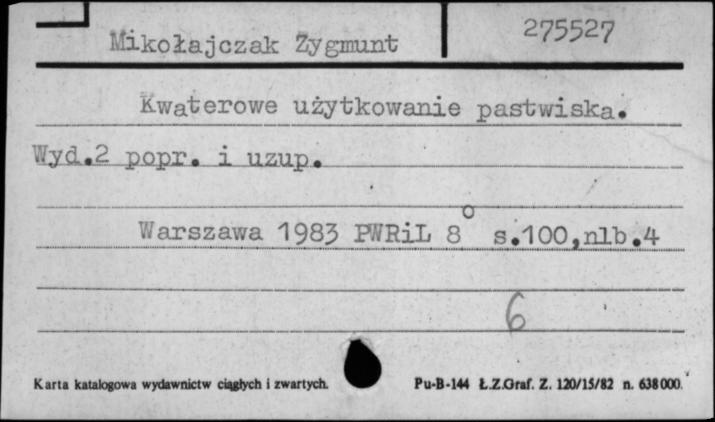 Mikołajczak Zygmunt 275527
Kwaterowe użytkowanie pastwiska.
Wyd.2 popr. i uzup.
Warszawa 1983 PWRiL 8° s.100,nlb.4
6
Karta katalogowa wydawnictw ciągłych i zwartych. Pu-B-144 Ł.Z.Graf. Z. 120/15/82 n. 638000.